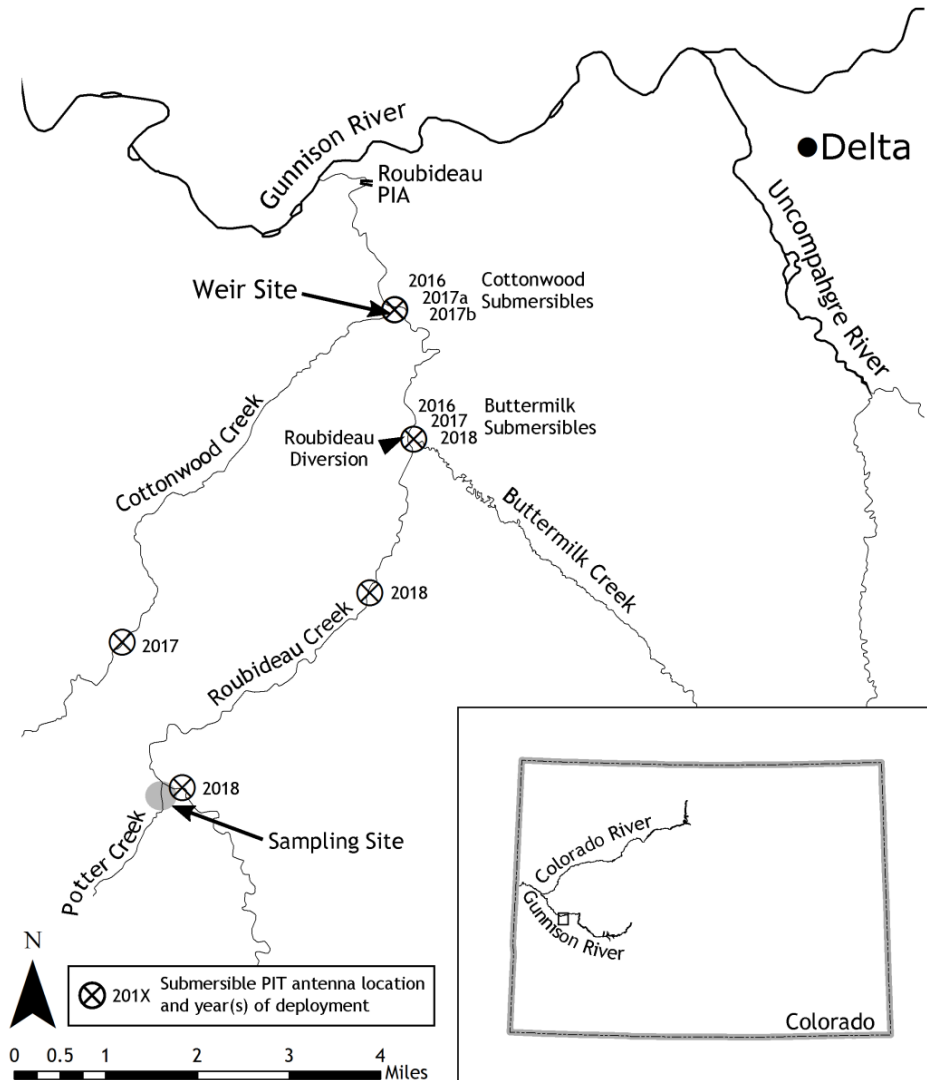 Gunnison River
Roubideau
PIA
Delta
Uncompahgre River
Weir Site
2016
2017a
2017b
Cottonwood
Submersibles
Cottonwood Creek
2016
2017
2018
Buttermilk
Submersibles
Roubideau
Diversion
Buttermilk Creek
2018
2017
Roubideau Creek
2018
Sampling Site
Potter Creek
N
201X
Submersible PIT antenna location
and year(s) of deployment
0 0.5 1 2 3 4
Miles
Colorado River
Gunnison River
Colorado